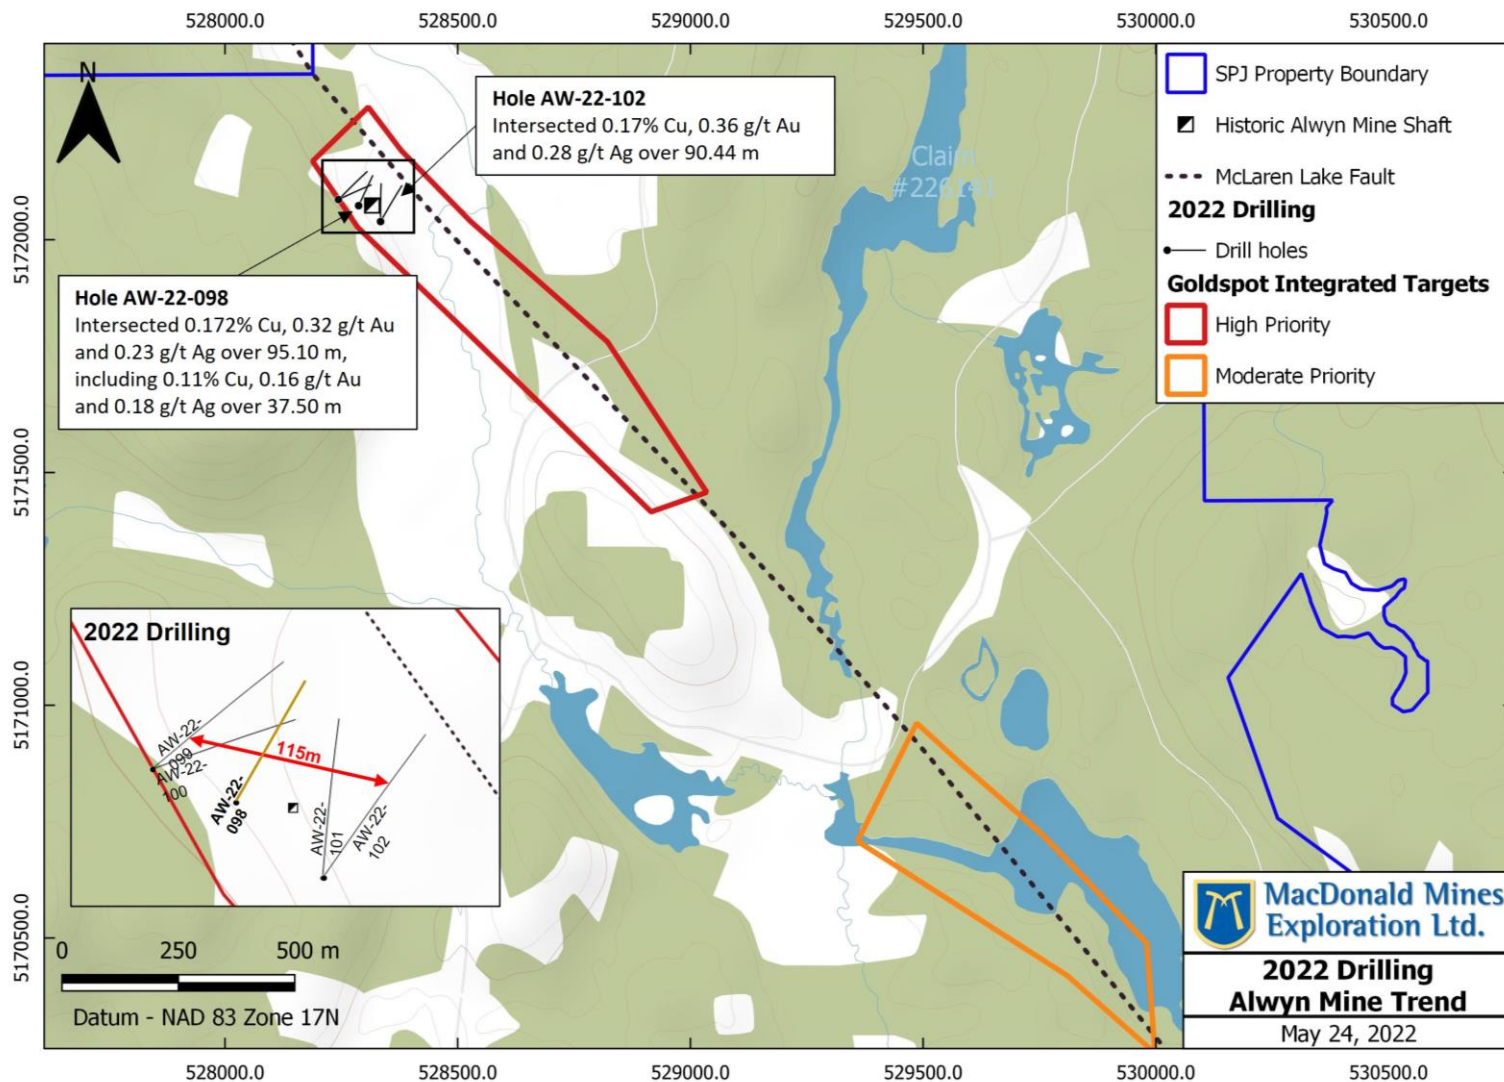 528000.0 528500.0 529000.0 529500.0 530000.0 530500.0
N
5172000.0
5171500.0
5171000.0
5170500.0
Hole AW-22-102
Intersected 0.17% Cu, 0.36 g/t Au
and 0.28 g/t Ag over 90.44 m
Hole AW-22-098
Intersected 0.172% Cu, 0.32 g/t Au
and 0.23 g/t Ag over 95.10 m,
including 0.11% Cu, 0.16 g/t Au
and 0.18 g/t Ag over 37.50 m
Claim
SPJ Property Boundary
Historic Alwyn Mine Shaft
McLaren Lake Fault
2022 Drilling
Drill holes
Goldspot Integrated Targets
High Priority
Moderate Priority
2022 Drilling
AW-22-
099
AW-22-
100
AW-22-
098
115m
AW-22-
101
AW-22-
102
0 250 500 m
Datum - NAD 83 Zone 17N
MacDonald Mines
Exploration Ltd.
2022 Drilling
Alwyn Mine Trend
May 24, 2022
528000.0 528500.0 529000.0 529500.0 530000.0 530500.0